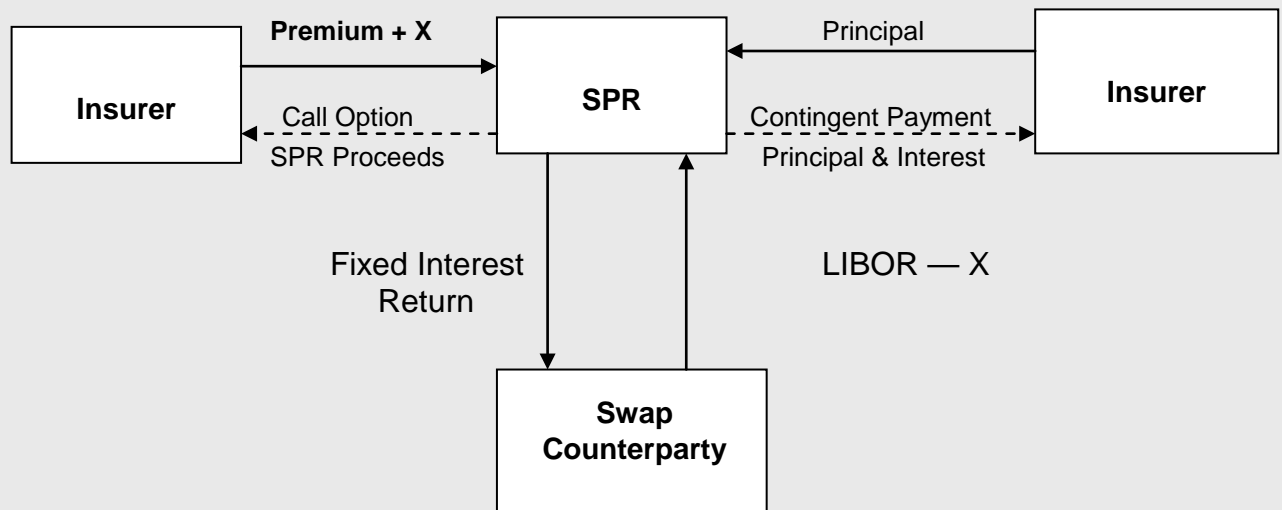 Premium + X
Insurer
Call Option
SPR Proceeds
SPR
Principal
Contingent Payment
Principal & Interest
Insurer
Fixed Interest
Return
LIBOR — X
Swap
Counterparty